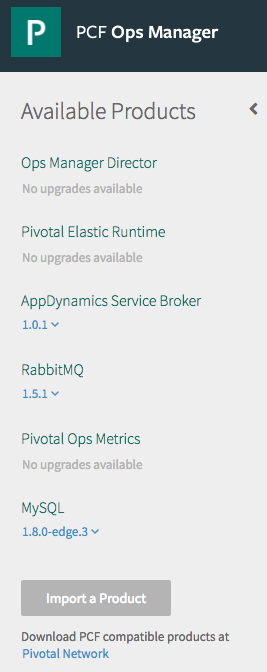 P PCF Ops Manager
Available Products
Ops Manager Director
No upgrades available
Pivotal Elastic Runtime
No upgrades available
AppDynamics Service Broker
1.0.1
RabbitMQ
1.5.1
Pivotal Ops Metrics
No upgrades available
MySQL
1.8.0-edge.3
Import a Product
Download PCF compatible products at
Pivotal Network